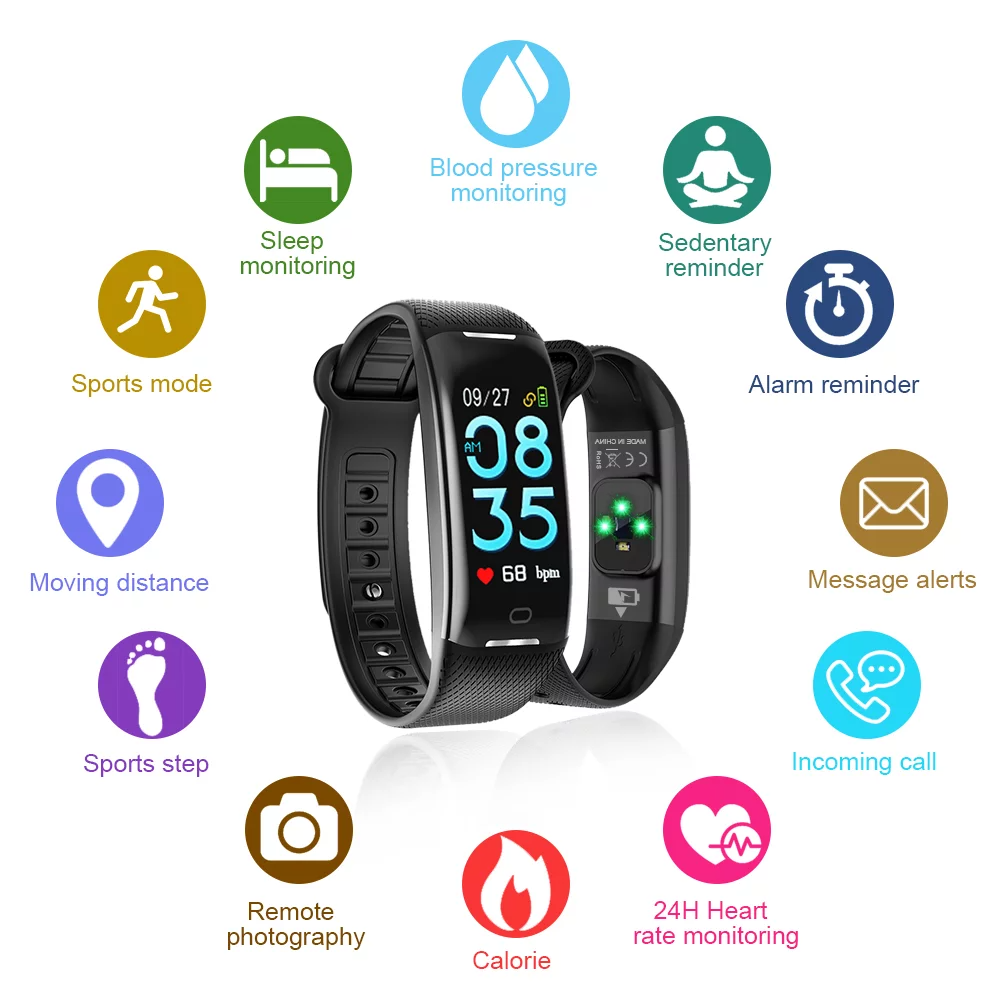 Blood pressure
monitoring
Sleep
monitoring
Sedentary
reminder
Sports mode
Alarm reminder
09/27
AM
08
35
68 bpm
MADE IN CHINA
CE
RoHS
Moving distance
Message alerts
Sports step
Incoming call
Remote
photography
Calorie
24H Heart
rate monitoring